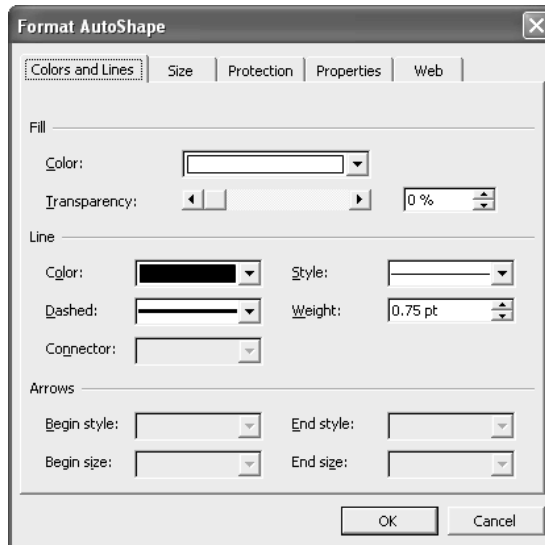 Format AutoShape
Colors and Lines Size Protection Properties Web
Fill
Color:
Transparency: 0 %
Line
Color: Style:
Dashed: Weight: 0.75 pt
Connector:
Arrows
Begin style: End style:
Begin size: End size:
OK Cancel